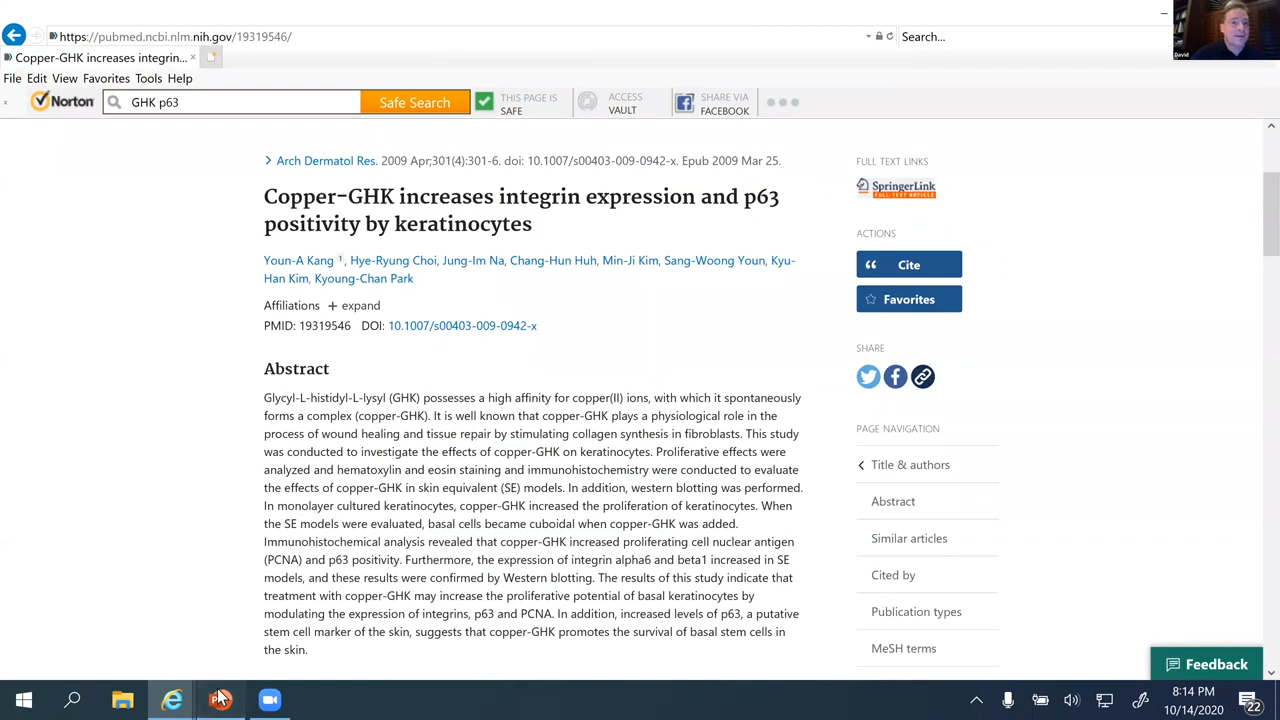 https://pubmed.ncbi.nlm.nih.gov/19319546/
Search...
David
Copper-GHK increases integrin... ×
File Edit View Favorites Tools Help
× Norton
GHK p63
Safe Search
THIS PAGE IS
SAFE
ACCESS
VAULT
SHARE VIA
FACEBOOK
Arch Dermatol Res. 2009 Apr;301(4):301-6. doi: 10.1007/s00403-009-0942-x. Epub 2009 Mar 25.
Copper-GHK increases integrin expression and p63
positivity by keratinocytes
Youn-A Kang 1, Hye-Ryung Choi, Jung-Im Na, Chang-Hun Huh, Min-Ji Kim, Sang-Woong Youn, Kyu-
Han Kim, Kyoung-Chan Park
Affiliations + expand
PMID: 19319546 DOI: 10.1007/s00403-009-0942-x
Abstract
Glycyl-L-histidyl-L-lysyl (GHK) possesses a high affinity for copper(II) ions, with which it spontaneously
forms a complex (copper-GHK). It is well known that copper-GHK plays a physiological role in the
process of wound healing and tissue repair by stimulating collagen synthesis in fibroblasts. This study
was conducted to investigate the effects of copper-GHK on keratinocytes. Proliferative effects were
analyzed and hematoxylin and eosin staining and immunohistochemistry were conducted to evaluate
the effects of copper-GHK in skin equivalent (SE) models. In addition, western blotting was performed.
In monolayer cultured keratinocytes, copper-GHK increased the proliferation of keratinocytes. When
the SE models were evaluated, basal cells became cuboidal when copper-GHK was added.
Immunohistochemical analysis revealed that copper-GHK increased proliferating cell nuclear antigen
(PCNA) and p63 positivity. Furthermore, the expression of integrin alpha6 and beta1 increased in SE
models, and these results were confirmed by Western blotting. The results of this study indicate that
treatment with copper-GHK may increase the proliferative potential of basal keratinocytes by
modulating the expression of integrins, p63 and PCNA. In addition, increased levels of p63, a putative
stem cell marker of the skin, suggests that copper-GHK promotes the survival of basal stem cells in
the skin.
FULL TEXT LINKS
SpringerLink
FULL TEXT ARTICLE
ACTIONS
Cite
Favorites
SHARE
PAGE NAVIGATION
Title & authors
Abstract
Similar articles
Cited by
Publication types
MeSH terms
Feedback
8:14 PM
10/14/2020
22